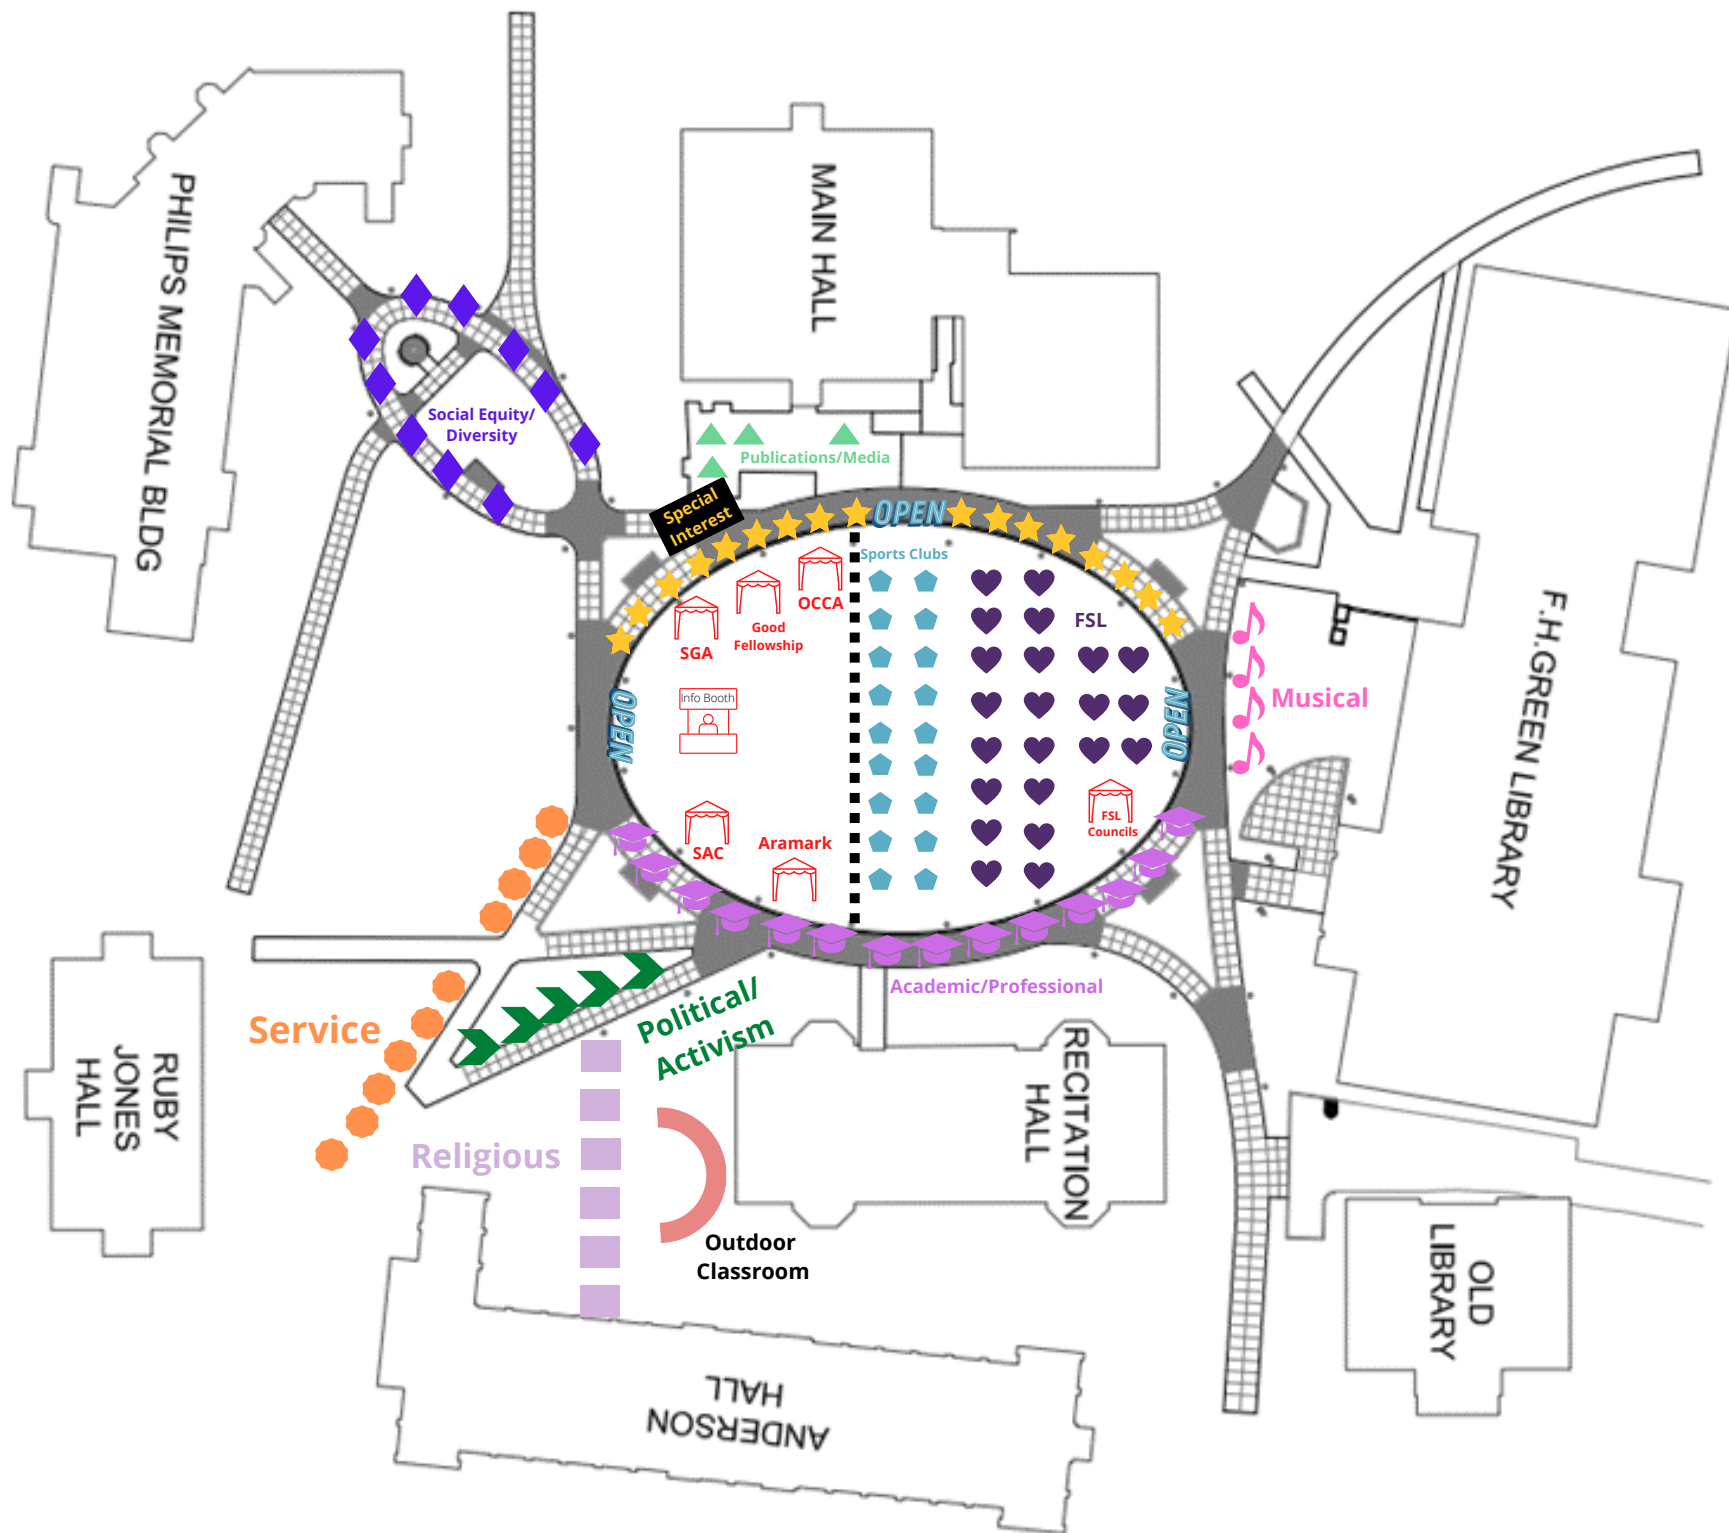 PHILIPS MEMORIAL BLDG
MAIN HALL
Social Equity/
Diversity
Publications/Media
Special
Interest
OPEN
Sports Clubs
OCCA
Good
Fellowship
SGA
FSL
Info Booth
OPEN
OPEN
Musical
F.H.GREEN LIBRARY
FSL
Councils
SAC
Aramark
Academic/Professional
Political/
Activism
Service
RUBY
JONES
HALL
Religious
RECITATION
HALL
Outdoor
Classroom
OLD
LIBRARY
ANDERSON
HALL